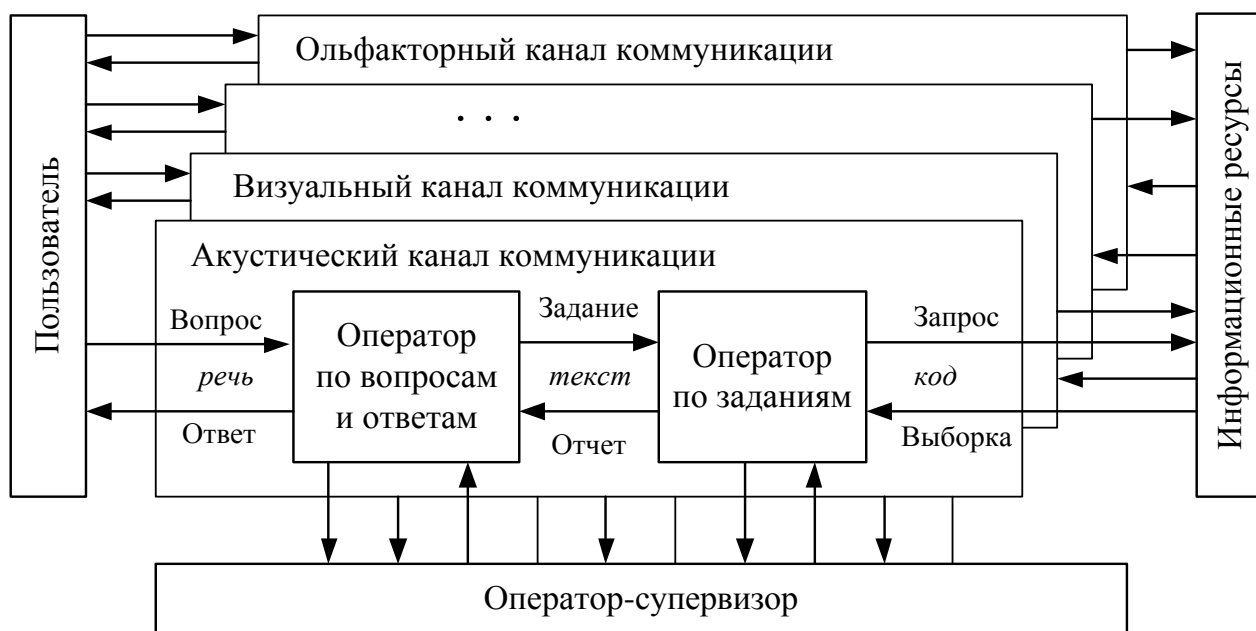 Ольфакторный канал коммуникации
. . .
Визуальный канал коммуникации
Акустический канал коммуникации
Пользователь
Вопрос
речь
Ответ
Оператор
по вопросам
и ответам
Задание
текст
Отчет
Оператор
по заданиям
Запрос
код
Выборка
Информационные ресурсы
Оператор-супервизор